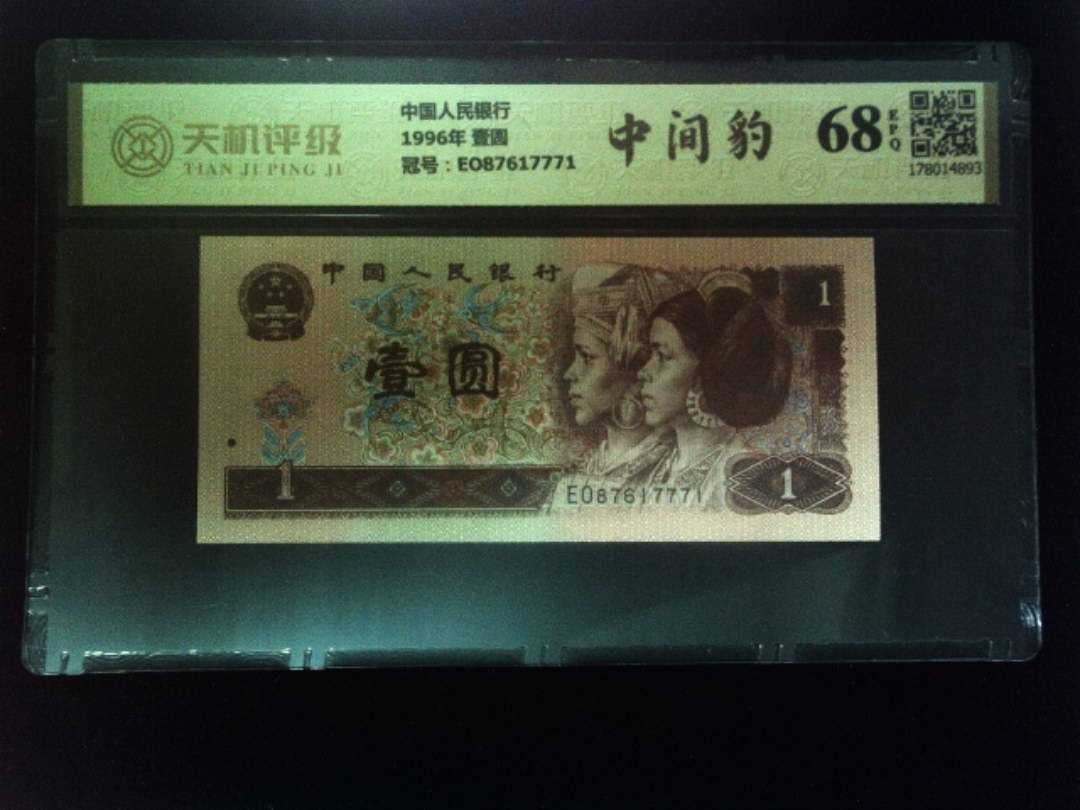 天机评级
TIAN JI PING JI
中国人民银行
1996年 壹圆
冠号：EO87617771
中间豹
68
EPQ
178014893
中国人民银行
壹圆
1
1
EO87617771
1